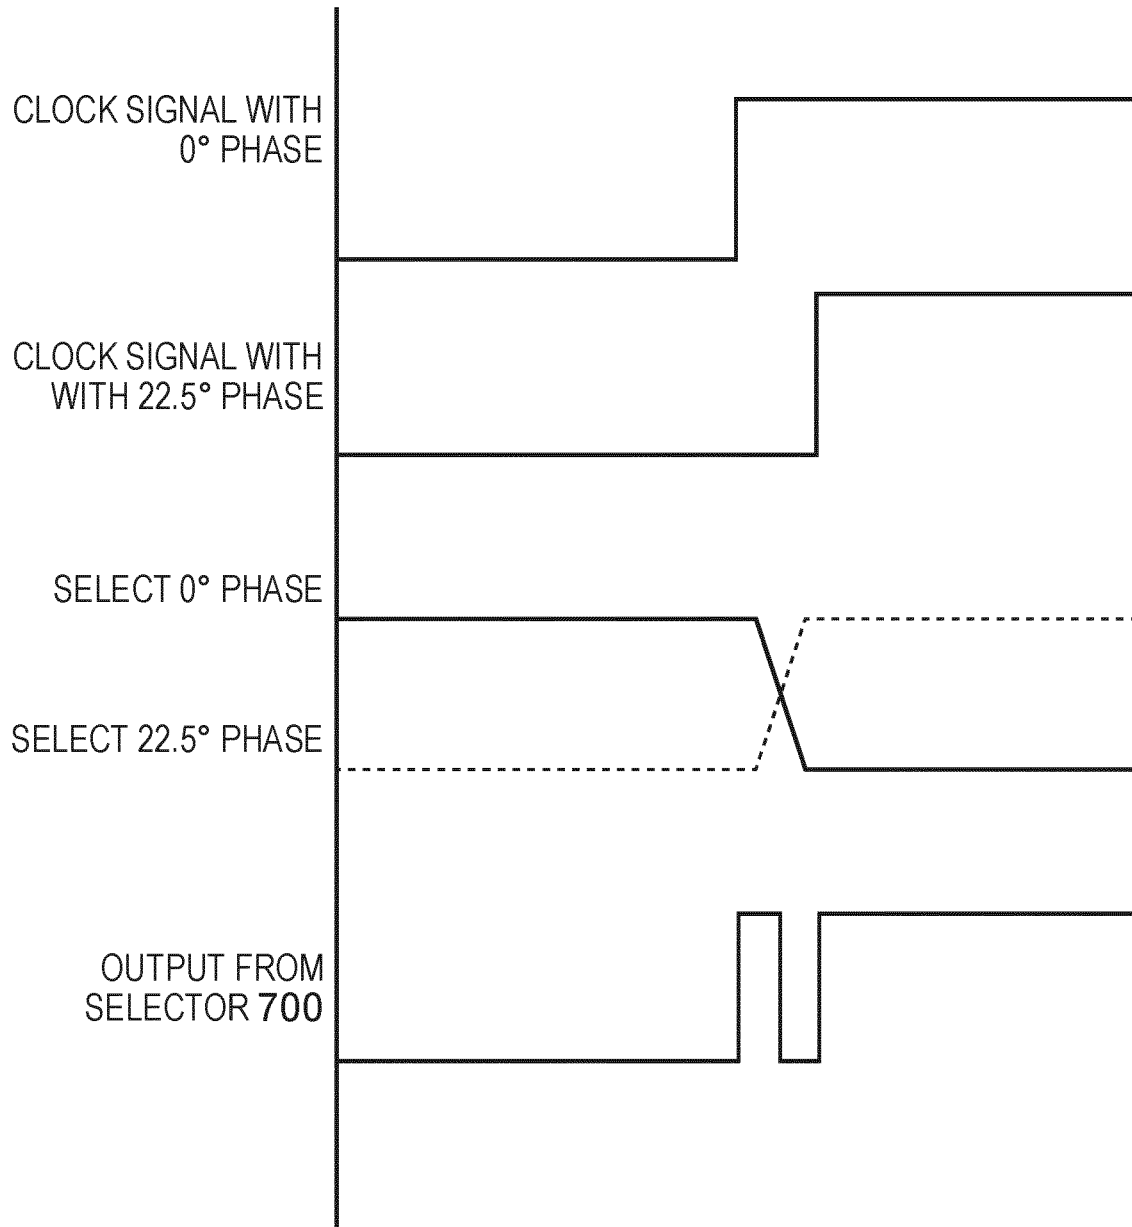 CLOCK SIGNAL WITH
0° PHASE
CLOCK SIGNAL WITH
WITH 22.5° PHASE
SELECT 0° PHASE
SELECT 22.5° PHASE
OUTPUT FROM
SELECTOR 700